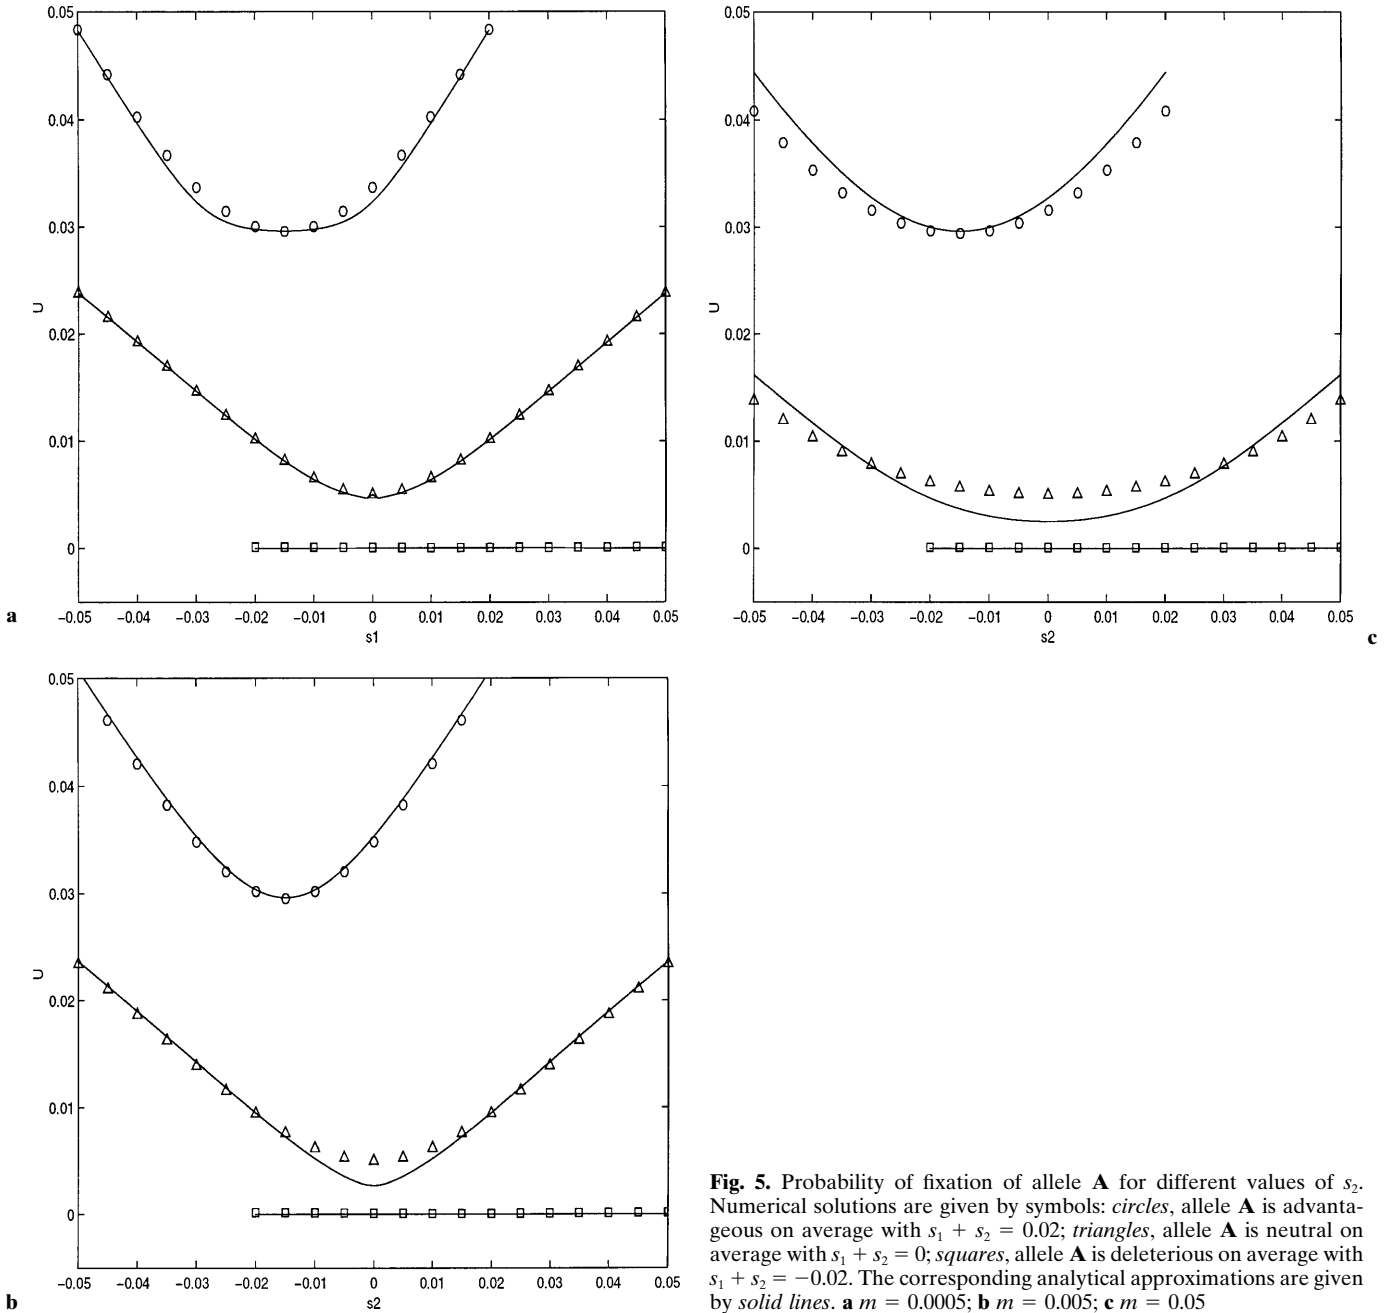 0.05
0.04
0.03
0.02
0.01
0
U
−0.05 −0.04 −0.03 −0.02 −0.01 0 0.01 0.02 0.03 0.04 0.05
s1
a
0.05
0.04
0.03
0.02
0.01
0
U
−0.05 −0.04 −0.03 −0.02 −0.01 0 0.01 0.02 0.03 0.04 0.05
s2
c
0.05
0.04
0.03
0.02
0.01
0
U
−0.05 −0.04 −0.03 −0.02 −0.01 0 0.01 0.02 0.03 0.04 0.05
s2
b
Fig. 5. Probability of fixation of allele A for different values of s₂.
Numerical solutions are given by symbols: circles, allele A is advanta-
geous on average with s₁ + s₂ = 0.02; triangles, allele A is neutral on
average with s₁ + s₂ = 0; squares, allele A is deleterious on average with
s₁ + s₂ = −0.02. The corresponding analytical approximations are given
by solid lines. a m = 0.0005; b m = 0.005; c m = 0.05